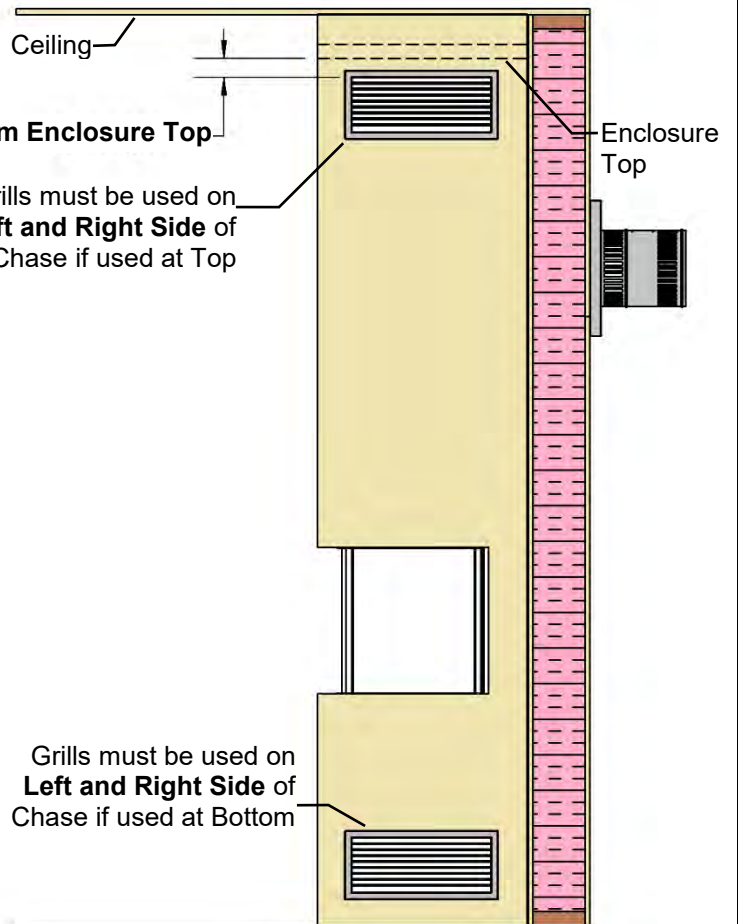 Ceiling
m Enclosure Top
Enclosure
Top
rills must be used on
ft and Right Side of
Chase if used at Top
Grills must be used on
Left and Right Side of
Chase if used at Bottom